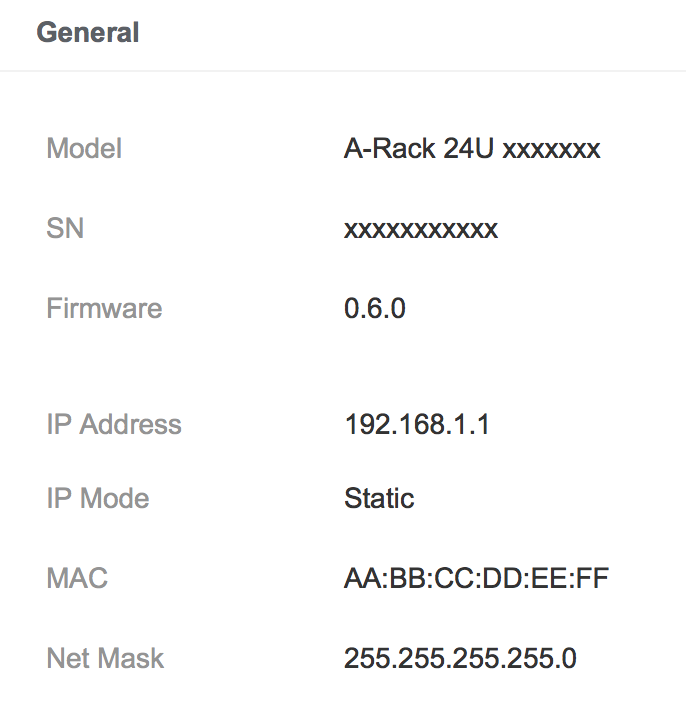 General
Model A-Rack 24U xxxxxxx
SN xxxxxxxxxxx
Firmware 0.6.0
IP Address 192.168.1.1
IP Mode Static
MAC AA:BB:CC:DD:EE:FF
Net Mask 255.255.255.255.0